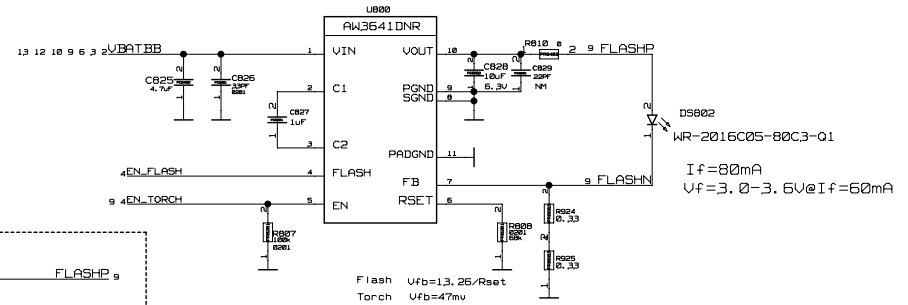 U800
AW3641DNR
13 12 10 9 6 3 2 VBATBB
1 VIN
VOUT 10
R810 0
2 9 FLASHP
C825
4.7uF
C826
33PF
0201
C828
10uF
6.3V
C829
22PF
NM
2 C1
PGND 9
SGND 8
C827
1uF
3 C2
PADGND 11
DS802
WR-2016C05-80C3-Q1
If=80mA
Vf=3.0-3.6V@If=60mA
4 EN_FLASH 4 FLASH
FB 7
9 FLASHN
9 4 EN_TORCH 5 EN
RSET 6
R807
100k
0201
R808
0201
68k
R924
0.33
R925
0.33
FLASHP 9
Flash Vfb=13.26/Rset
Torch Vfb=47mv